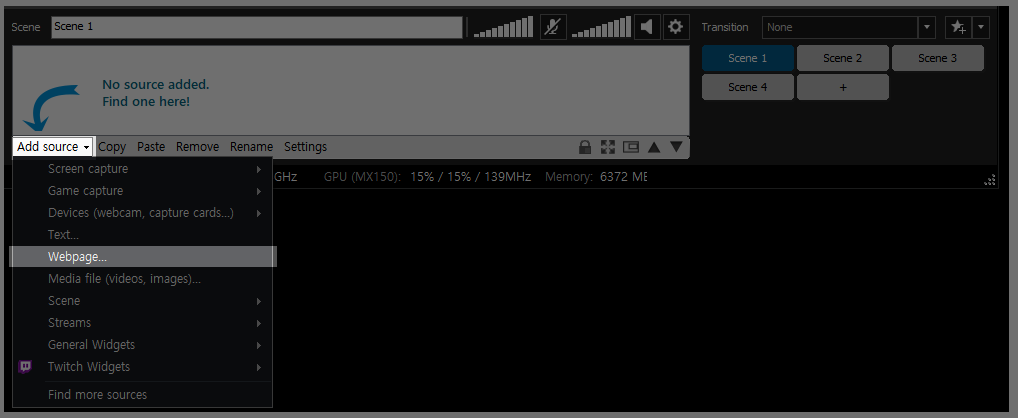 Scene
Scene 1
Transition
None
Scene 1
Scene 2
Scene 3
Scene 4
+
No source added.
Find one here!
Add source
Copy
Paste
Remove
Rename
Settings
GHz
GPU (MX150):
15% / 15% / 139MHz
Memory:
6372 ME
Screen capture
Game capture
Devices (webcam, capture cards...)
Text...
Webpage...
Media file (videos, images)...
Scene
Streams
General Widgets
Twitch Widgets
Find more sources